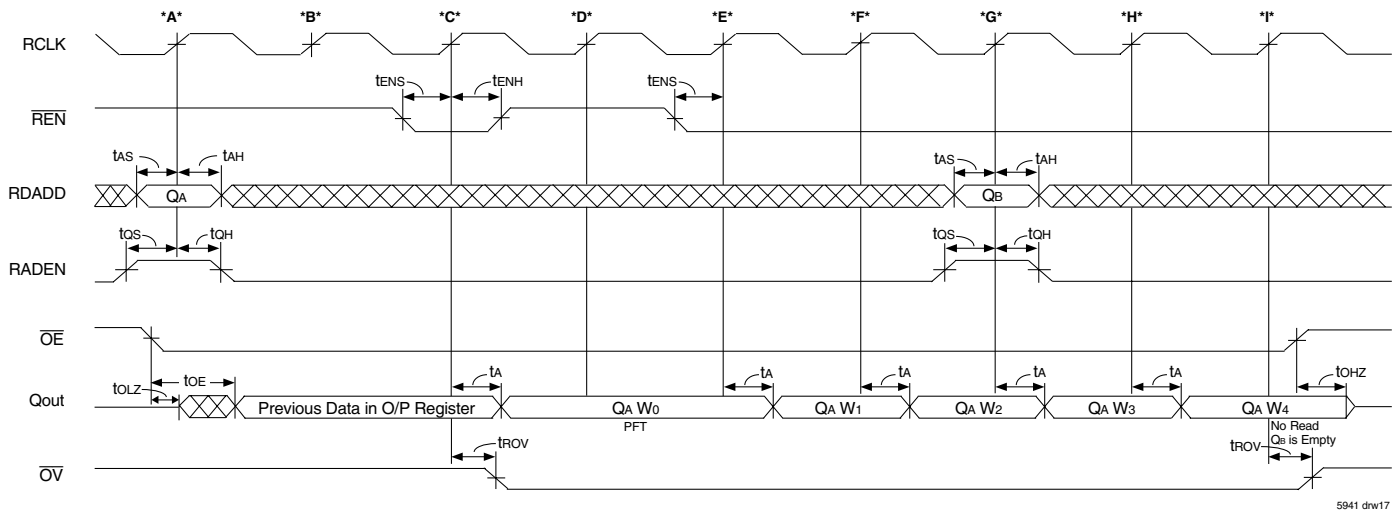 *A* *B* *C* *D* *E* *F* *G* *H* *I*
RCLK
tENS tENH tENS
REN
tAS tAH tAS tAH
RDADD QA QB
tQS tQH tQS tQH
RADEN
OE
tOLZ tOE tA tA tA tA tA tOHZ
Qout Previous Data in O/P Register QA W0 QA W1 QA W2 QA W3 QA W4
PFT No Read
QB is Empty
tROV tROV
OV
5941 drw17